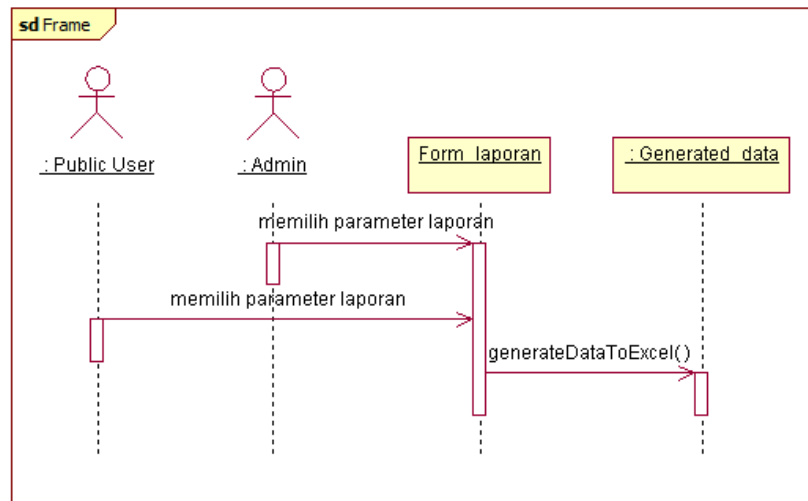 sd Frame
: Public User
: Admin
Form_laporan
: Generated_data
memilih parameter laporan
memilih parameter laporan
generateDataToExcel()